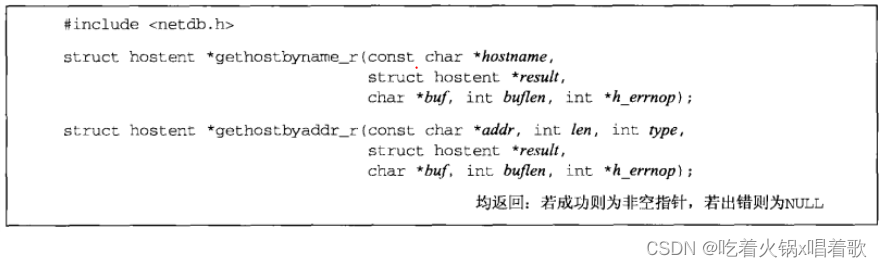 #include <netdb.h>
struct hostent *gethostbyname_r(const char *hostname,
struct hostent *result,
char *buf, int buflen, int *h_errnop);
struct hostent *gethostbyaddr_r(const char *addr, int len, int type,
struct hostent *result,
char *buf, int buflen, int *h_errnop);
均返回：若成功则为非空指针，若出错则为NULL
CSDN @吃着火锅x唱着歌